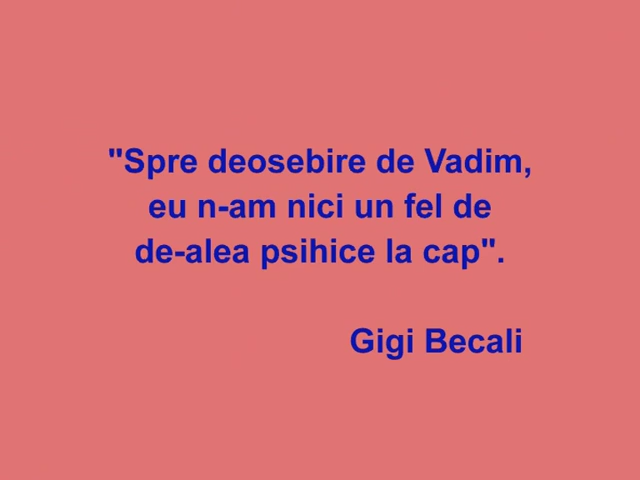 "Spre deosebire de Vadim,
eu n-am nici un fel de
de-alea psihice la cap".
Gigi Becali